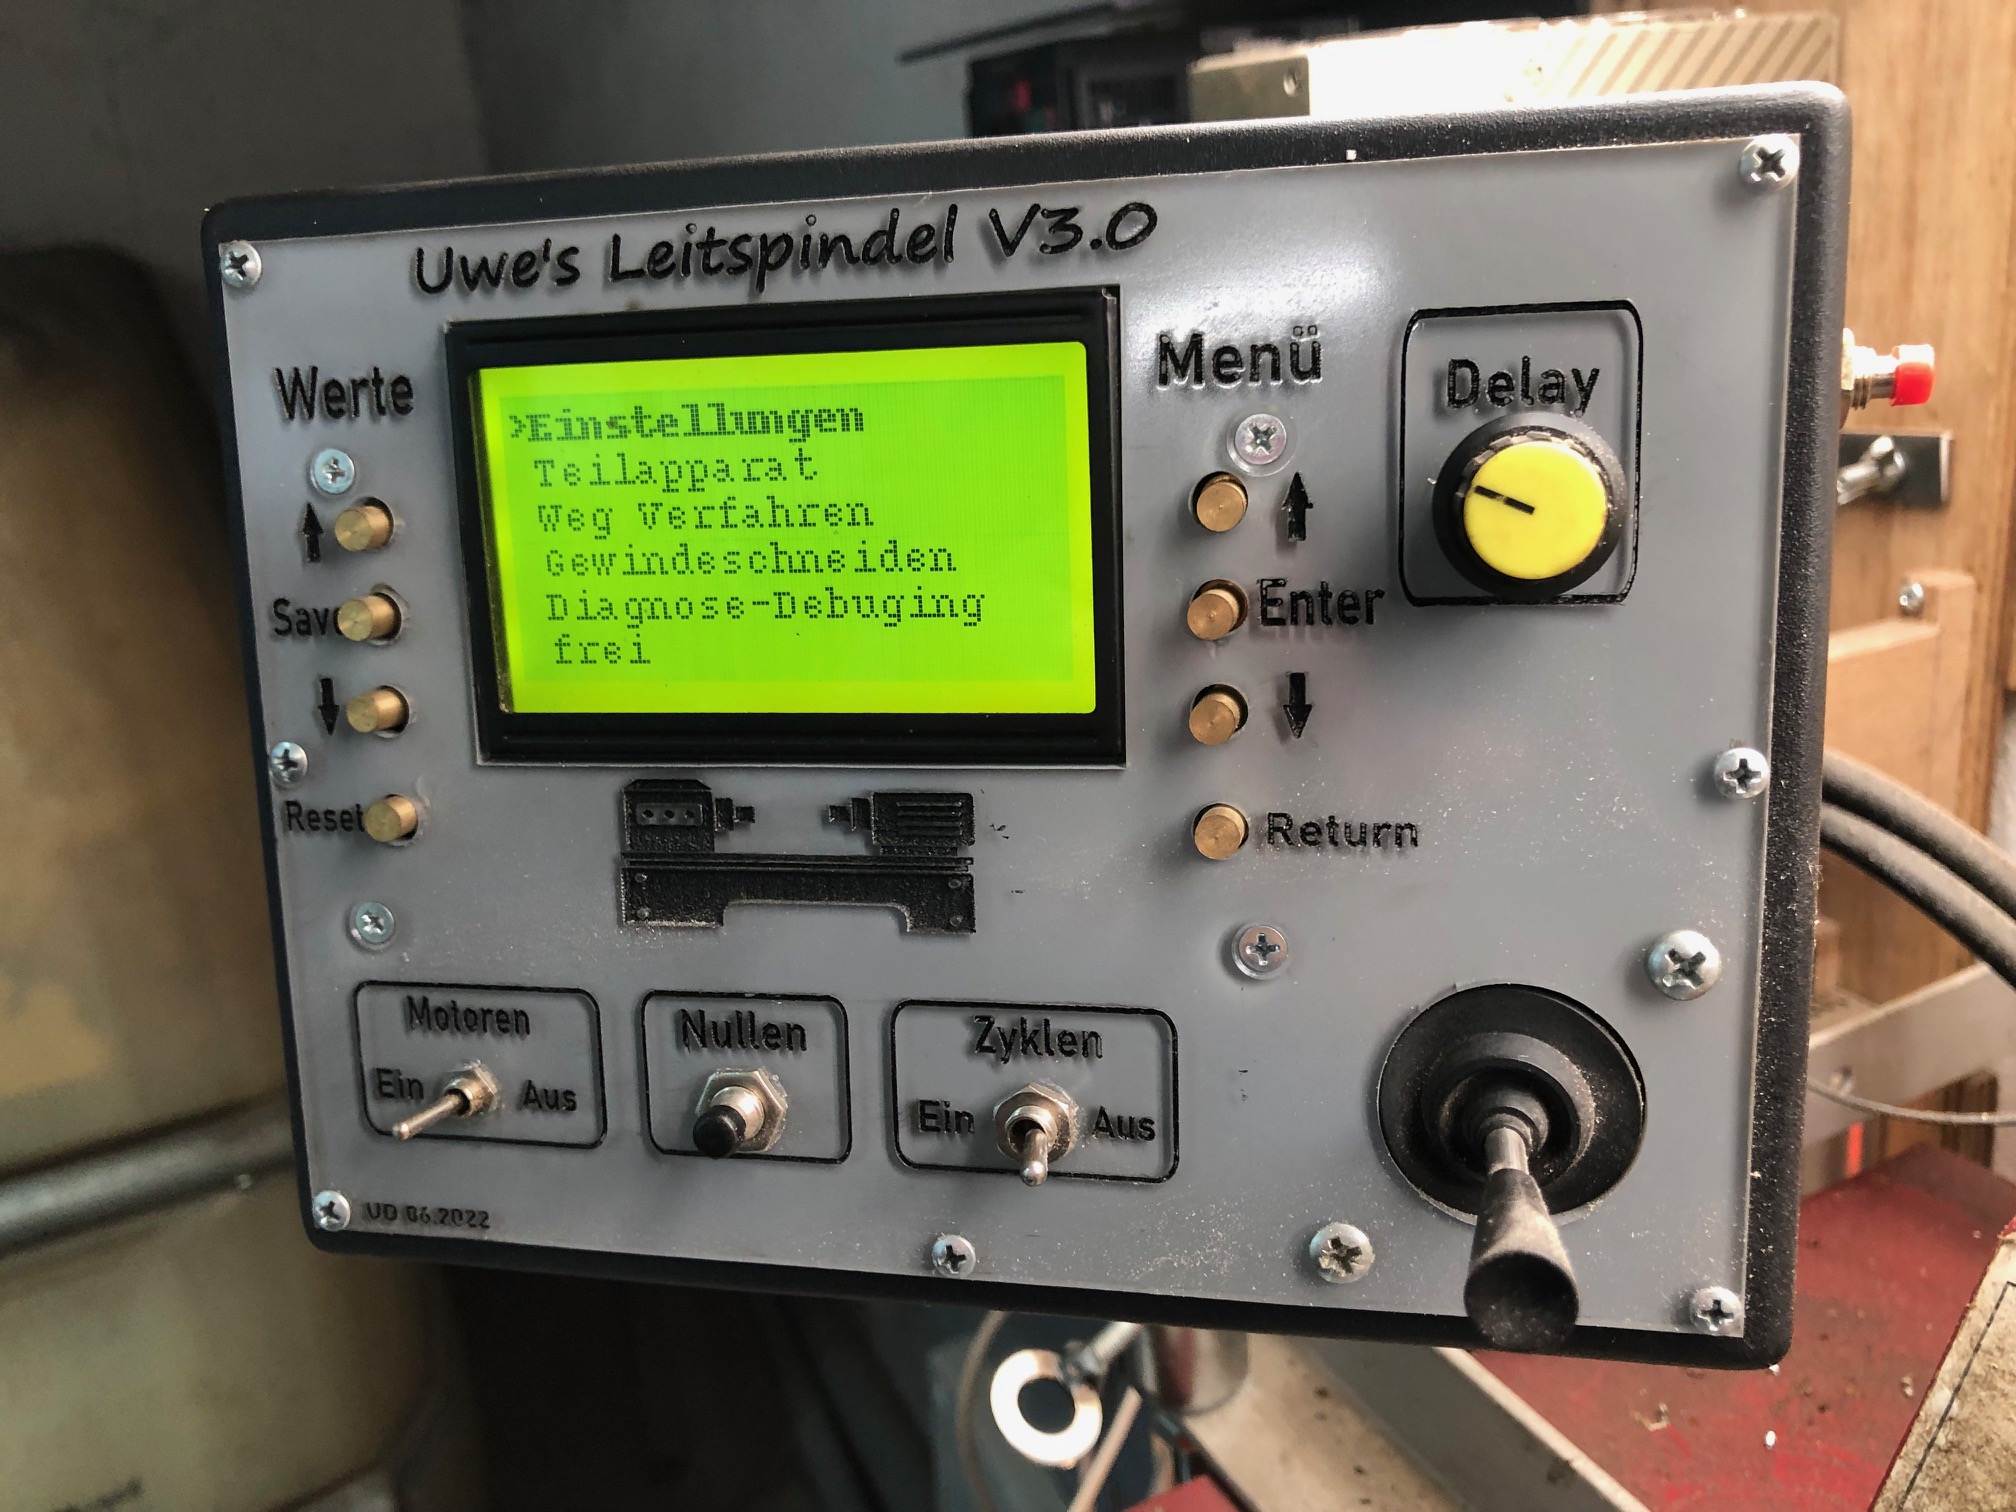 Uwe's Leitspindel V3.0
Werte
Save
Reset
>Einstellungen
Teilapparat
Weg Verfahren
Gewindeschneiden
Diagnose-Debuging
frei
Menü
Enter
Return
Delay
Motoren
Ein Aus
Nullen
Zyklen
Ein Aus
UD 06.2022